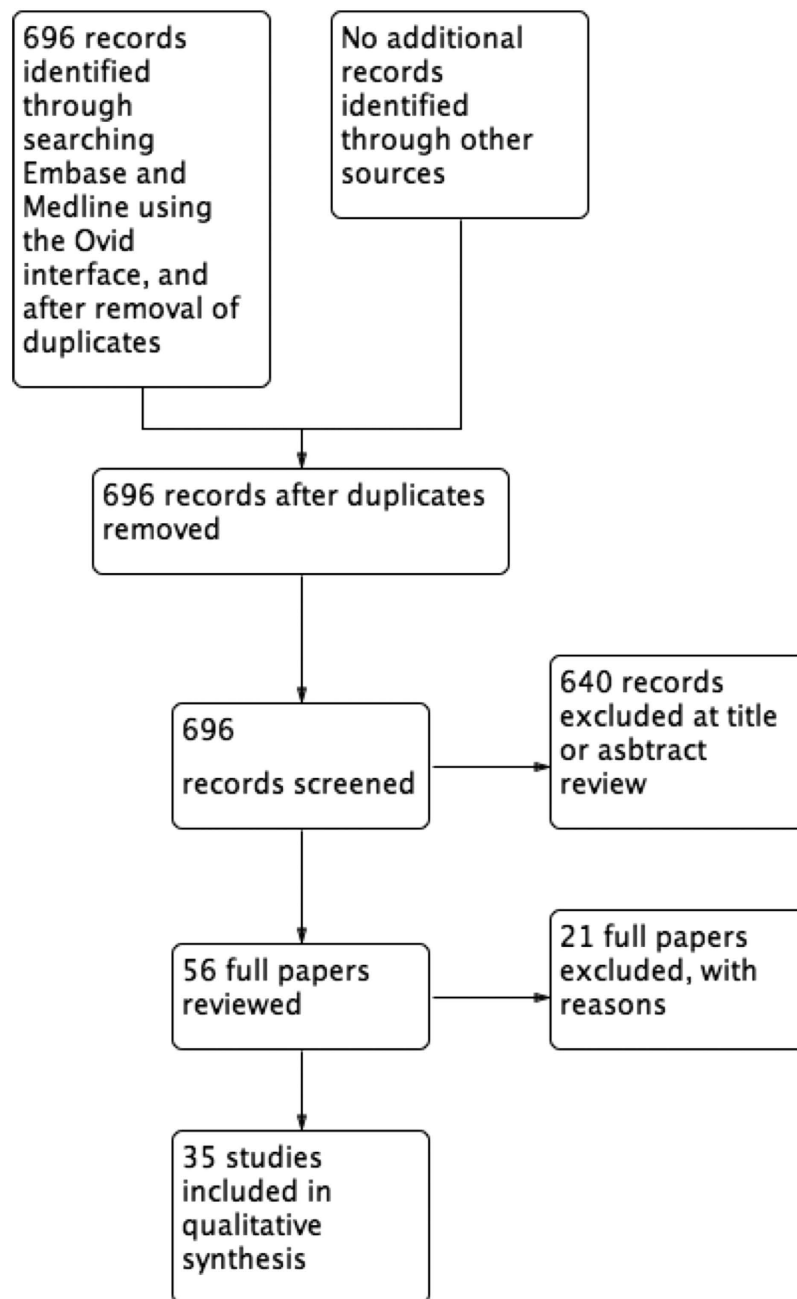 696 records
identified
through
searching
Embase and
Medline using
the Ovid
interface, and
after removal of
duplicates
No additional
records
identified
through other
sources
696 records after duplicates
removed
696
records screened
640 records
excluded at title
or asbtract
review
56 full papers
reviewed
21 full papers
excluded, with
reasons
35 studies
included in
qualitative
synthesis